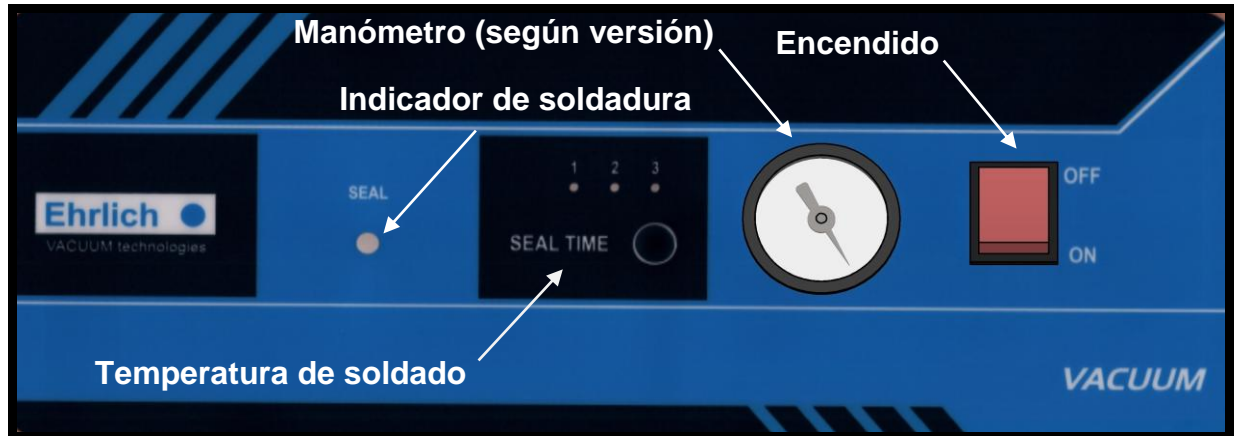 Manómetro (según versión)
Encendido
Indicador de soldadura
1 2 3
OFF
SEAL
Ehrlich
VACUUM technologies
SEAL TIME
ON
Temperatura de soldado
VACUUM